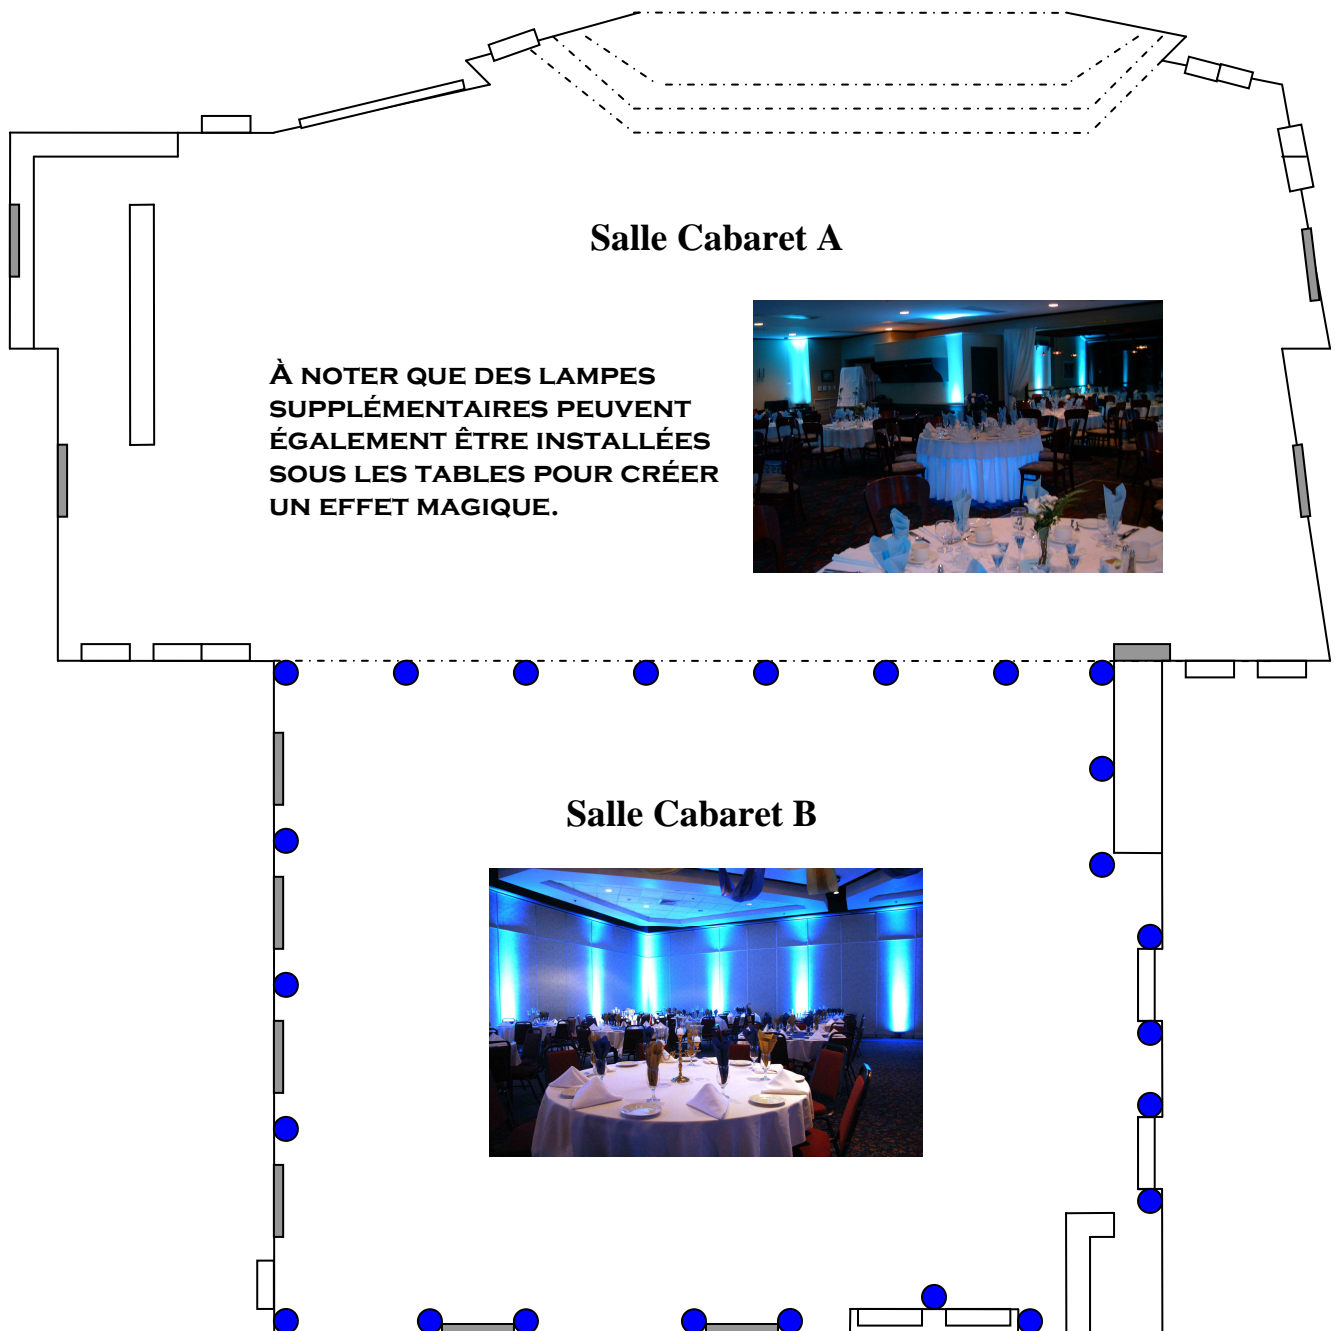 Salle Cabaret A
À NOTER QUE DES LAMPES
SUPPLÉMENTAIRES PEUVENT
ÉGALEMENT ÊTRE INSTALLÉES
SOUS LES TABLES POUR CRÉER
UN EFFET MAGIQUE.
Salle Cabaret B